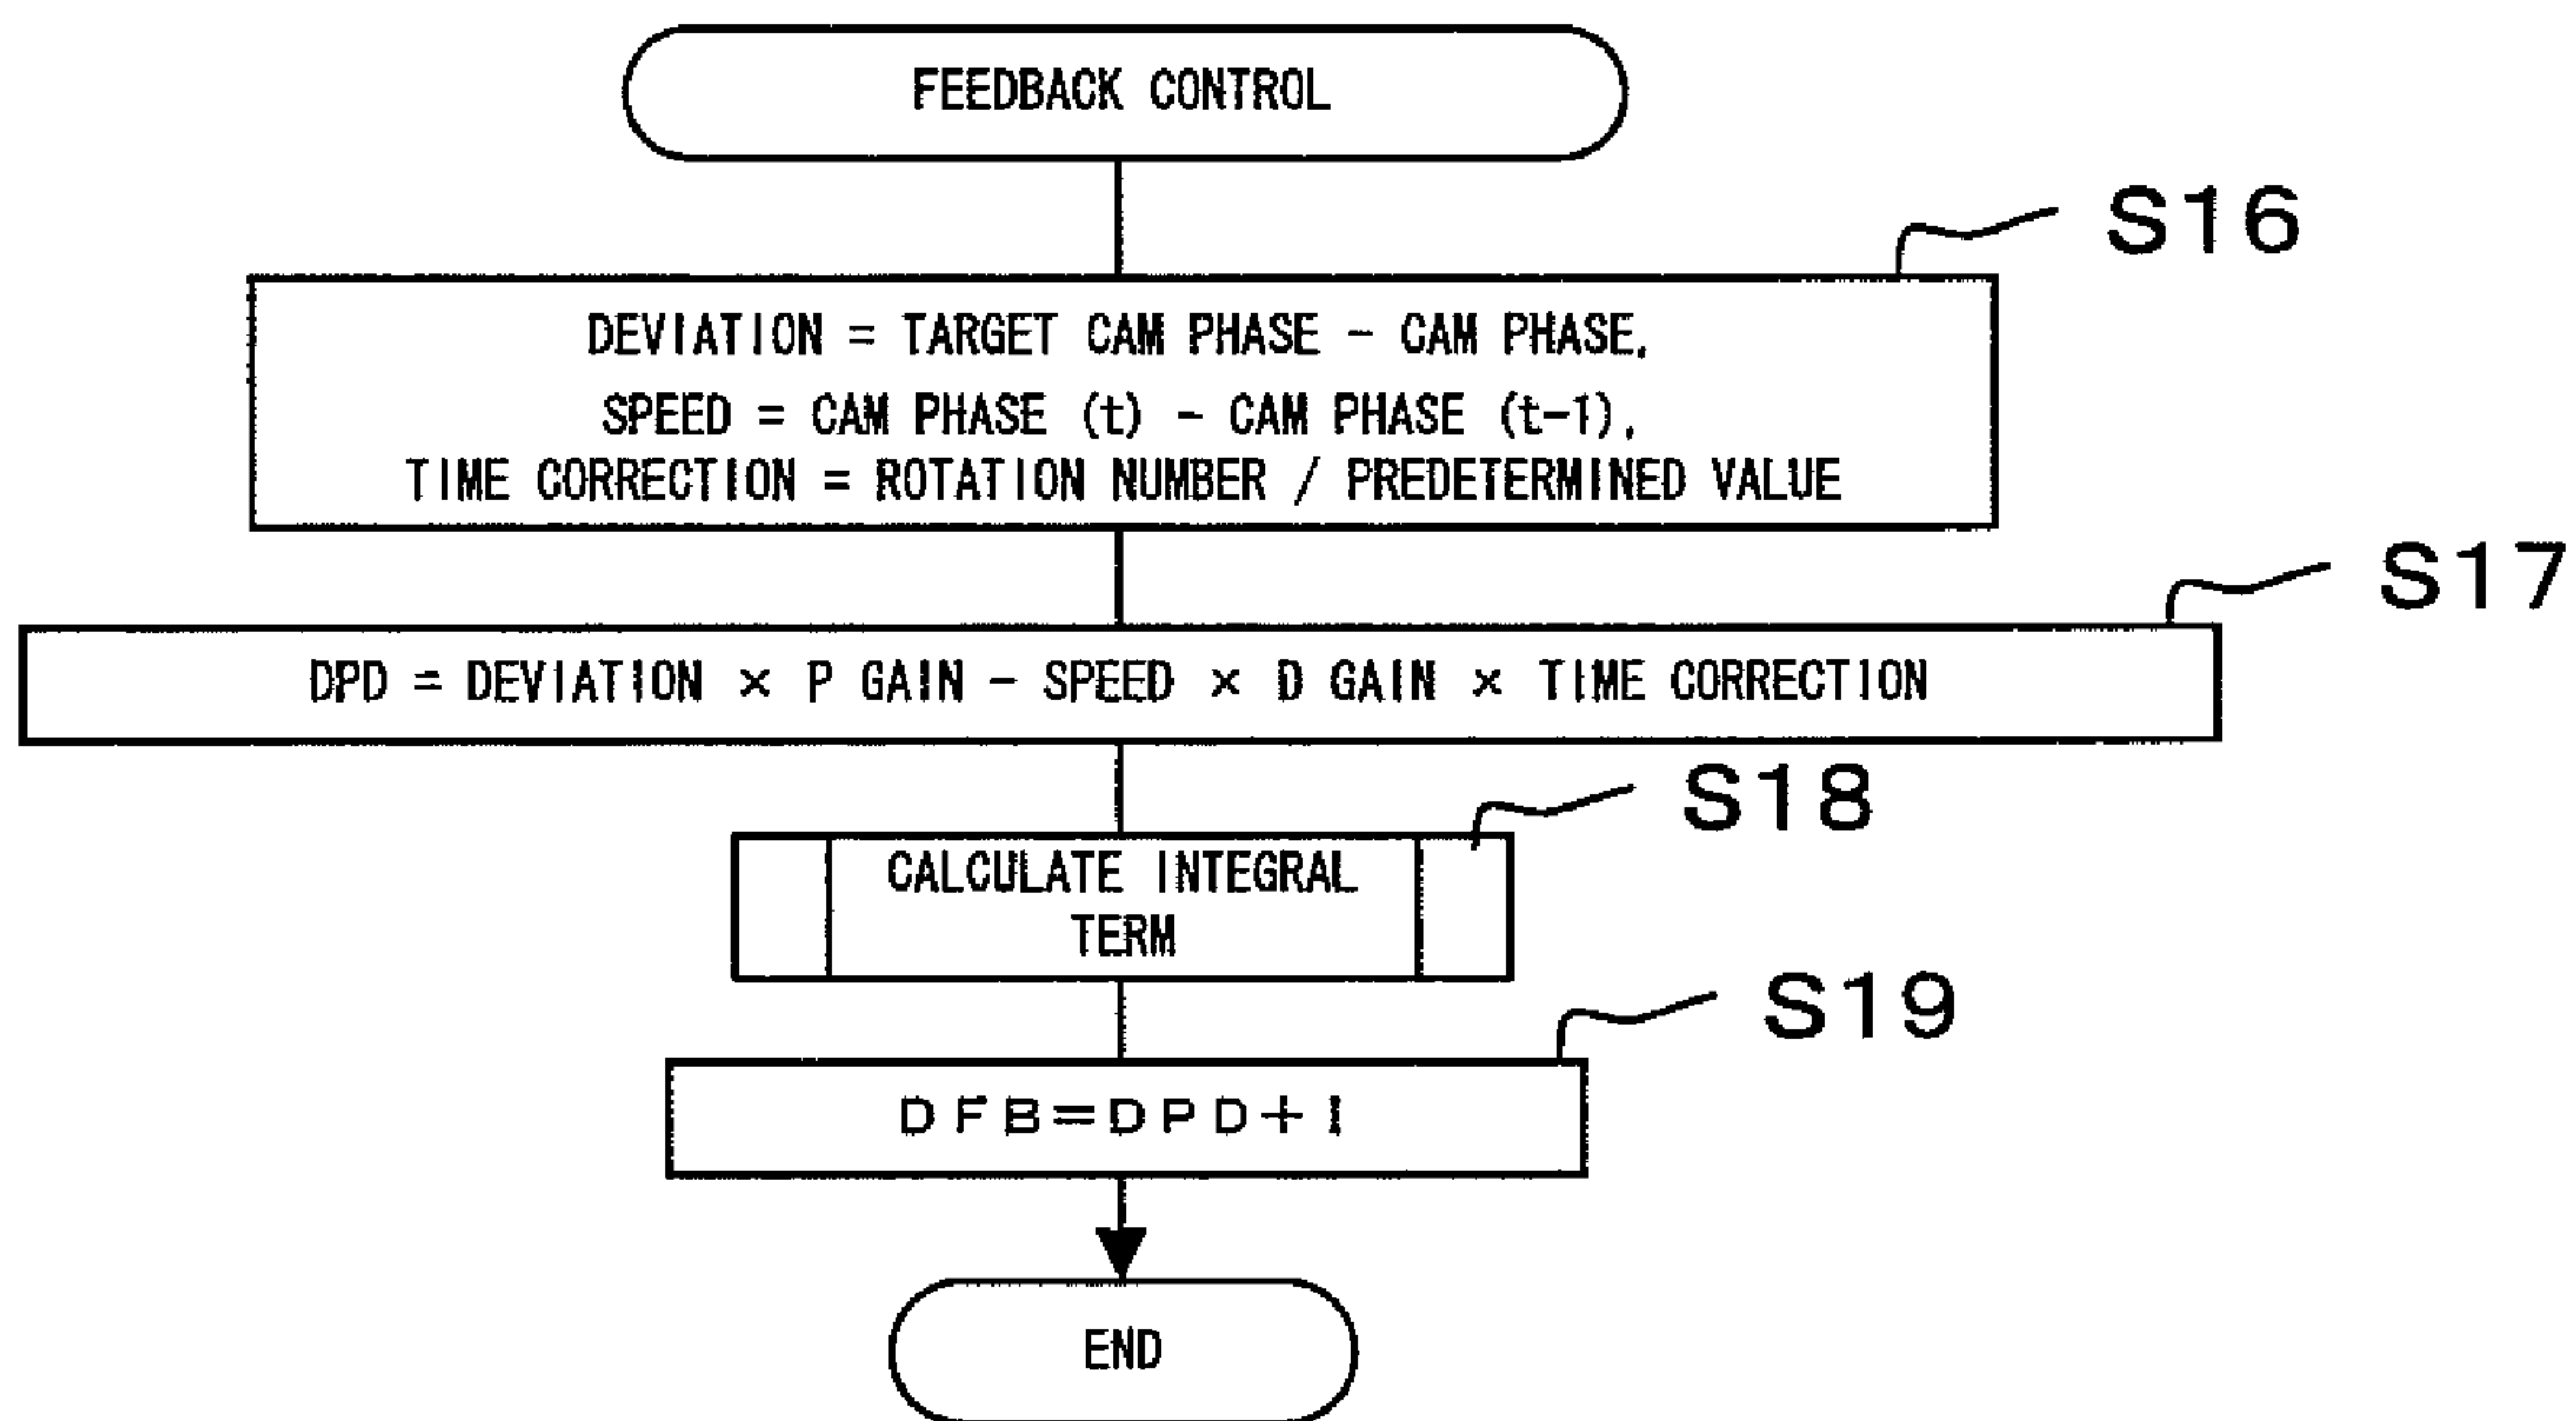 FEEDBACK CONTROL
S16
DEVIATION = TARGET CAM PHASE - CAM PHASE,
SPEED = CAM PHASE (t) - CAM PHASE (t-1),
TIME CORRECTION = ROTATION NUMBER / PREDETERMINED VALUE
S17
DPD = DEVIATION × P GAIN - SPEED × D GAIN × TIME CORRECTION
S18
CALCULATE INTEGRAL
TERM
S19
DFB=DPD+I
END